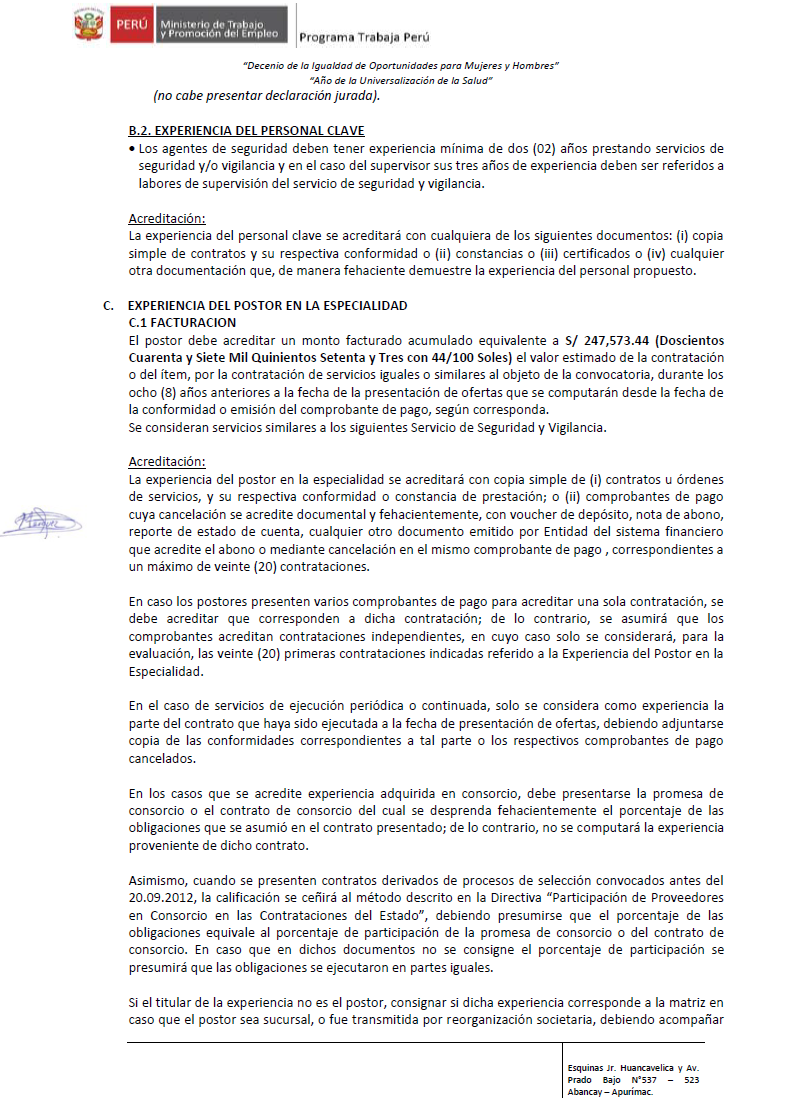 PERÚ
Ministerio de Trabajo
y Promoción del Empleo
Programa Trabaja Perú
“Decenio de la Igualdad de Oportunidades para Mujeres y Hombres”
“Año de la Universalización de la Salud”
(no cabe presentar declaración jurada).
B.2. EXPERIENCIA DEL PERSONAL CLAVE
• Los agentes de seguridad deben tener experiencia mínima de dos (02) años prestando servicios de
seguridad y/o vigilancia y en el caso del supervisor sus tres años de experiencia deben ser referidos a
labores de supervisión del servicio de seguridad y vigilancia.
Acreditación:
La experiencia del personal clave se acreditará con cualquiera de los siguientes documentos: (i) copia
simple de contratos y su respectiva conformidad o (ii) constancias o (iii) certificados o (iv) cualquier
otra documentación que, de manera fehaciente demuestre la experiencia del personal propuesto.
C. EXPERIENCIA DEL POSTOR EN LA ESPECIALIDAD
C.1 FACTURACION
El postor debe acreditar un monto facturado acumulado equivalente a S/ 247,573.44 (Doscientos
Cuarenta y Siete Mil Quinientos Setenta y Tres con 44/100 Soles) el valor estimado de la contratación
o del ítem, por la contratación de servicios iguales o similares al objeto de la convocatoria, durante los
ocho (8) años anteriores a la fecha de la presentación de ofertas que se computarán desde la fecha de
la conformidad o emisión del comprobante de pago, según corresponda.
Se consideran servicios similares a los siguientes Servicio de Seguridad y Vigilancia.
Acreditación:
La experiencia del postor en la especialidad se acreditará con copia simple de (i) contratos u órdenes
de servicios, y su respectiva conformidad o constancia de prestación; o (ii) comprobantes de pago
cuya cancelación se acredite documental y fehacientemente, con voucher de depósito, nota de abono,
reporte de estado de cuenta, cualquier otro documento emitido por Entidad del sistema financiero
que acredite el abono o mediante cancelación en el mismo comprobante de pago , correspondientes a
un máximo de veinte (20) contrataciones.
En caso los postores presenten varios comprobantes de pago para acreditar una sola contratación, se
debe acreditar que corresponden a dicha contratación; de lo contrario, se asumirá que los
comprobantes acreditan contrataciones independientes, en cuyo caso solo se considerará, para la
evaluación, las veinte (20) primeras contrataciones indicadas referido a la Experiencia del Postor en la
Especialidad.
En el caso de servicios de ejecución periódica o continuada, solo se considera como experiencia la
parte del contrato que haya sido ejecutada a la fecha de presentación de ofertas, debiendo adjuntarse
copia de las conformidades correspondientes a tal parte o los respectivos comprobantes de pago
cancelados.
En los casos que se acredite experiencia adquirida en consorcio, debe presentarse la promesa de
consorcio o el contrato de consorcio del cual se desprenda fehacientemente el porcentaje de las
obligaciones que se asumió en el contrato presentado; de lo contrario, no se computará la experiencia
proveniente de dicho contrato.
Asimismo, cuando se presenten contratos derivados de procesos de selección convocados antes del
20.09.2012, la calificación se ceñirá al método descrito en la Directiva “Participación de Proveedores
en Consorcio en las Contrataciones del Estado”, debiendo presumirse que el porcentaje de las
obligaciones equivale al porcentaje de participación de la promesa de consorcio o del contrato de
consorcio. En caso que en dichos documentos no se consigne el porcentaje de participación se
presumirá que las obligaciones se ejecutaron en partes iguales.
Si el titular de la experiencia no es el postor, consignar si dicha experiencia corresponde a la matriz en
caso que el postor sea sucursal, o fue transmitida por reorganización societaria, debiendo acompañar
Esquinas Jr. Huancavelica y Av.
Prado Bajo N°537 – 523
Abancay – Apurímac.